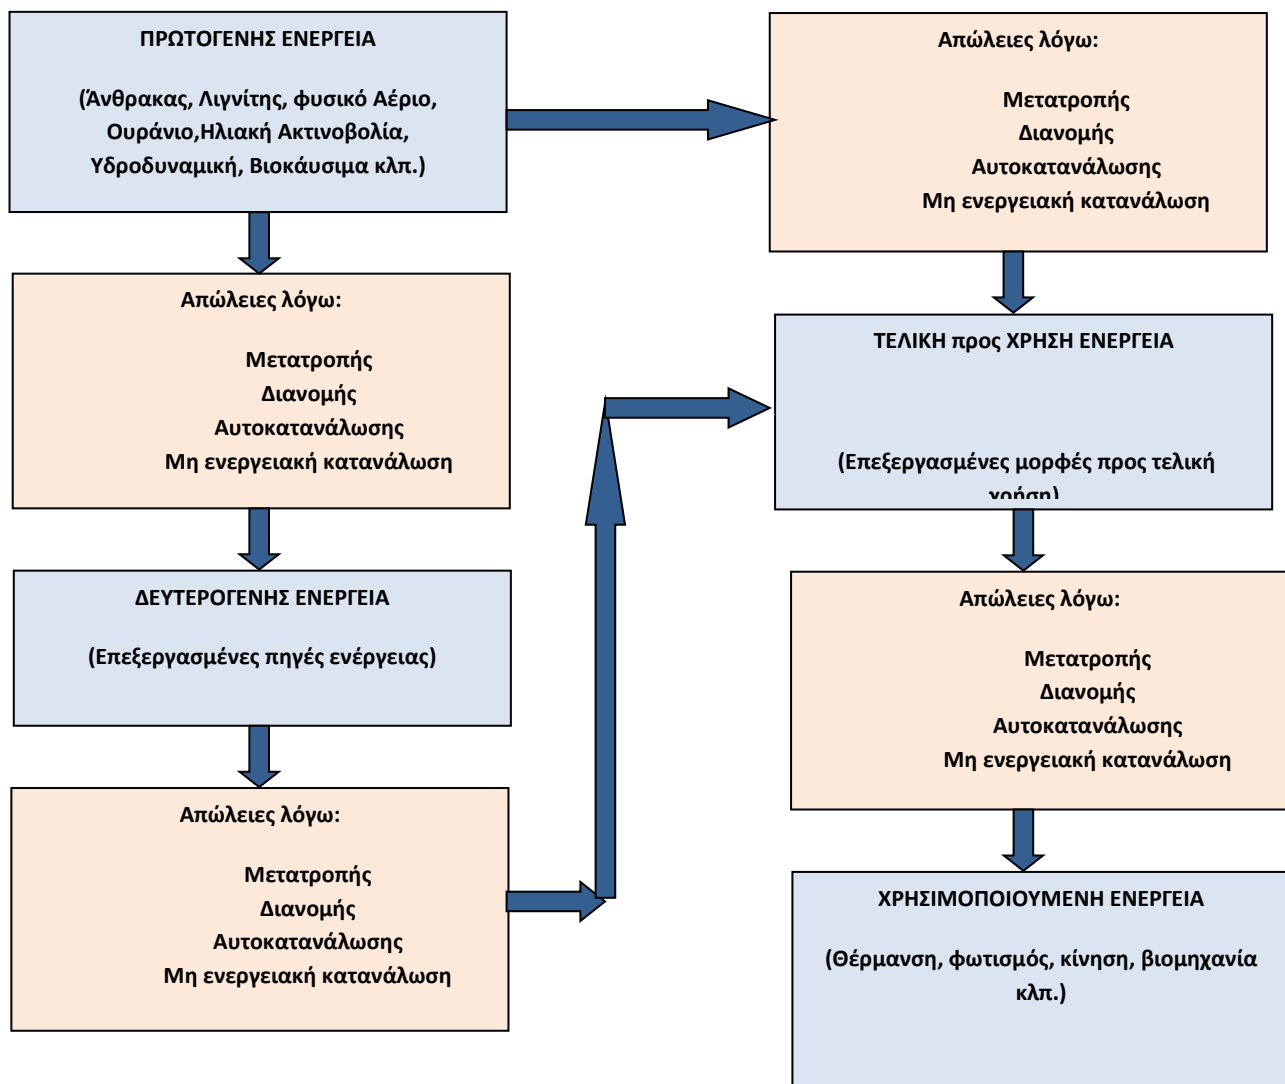 ΠΡΩΤΟΓΕΝΗΣ ΕΝΕΡΓΕΙΑ
(Άνθρακας, Λιγνίτης, φυσικό Αέριο,
Ουράνιο,Ηλιακή Ακτινοβολία,
Υδροδυναμική, Βιοκάυσιμα κλπ.)
Απώλειες λόγω:
Μετατροπής
Διανομής
Αυτοκατανάλωσης
Μη ενεργειακή κατανάλωση
ΔΕΥΤΕΡΟΓΕΝΗΣ ΕΝΕΡΓΕΙΑ
(Επεξεργασμένες πηγές ενέργειας)
Απώλειες λόγω:
Μετατροπής
Διανομής
Αυτοκατανάλωσης
Μη ενεργειακή κατανάλωση
Απώλειες λόγω:
Μετατροπής
Διανομής
Αυτοκατανάλωσης
Μη ενεργειακή κατανάλωση
ΤΕΛΙΚΗ προς ΧΡΗΣΗ ΕΝΕΡΓΕΙΑ
(Επεξεργασμένες μορφές προς τελική
χρήση)
Απώλειες λόγω:
Μετατροπής
Διανομής
Αυτοκατανάλωσης
Μη ενεργειακή κατανάλωση
ΧΡΗΣΙΜΟΠΟΙΟΥΜΕΝΗ ΕΝΕΡΓΕΙΑ
(Θέρμανση, φωτισμός, κίνηση, βιομηχανία
κλπ.)